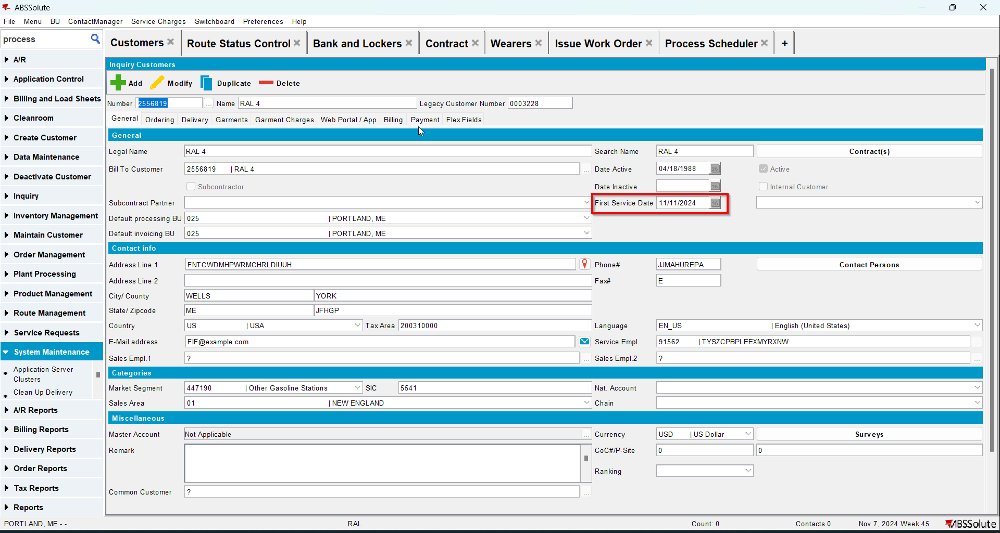 ABSSolute
File Menu BU ContactManager Service Charges Switchboard Preferences Help
process
Customers Route Status Control Bank and Lockers Contract Wearers Issue Work Order Process Scheduler +
A/R
Application Control
Billing and Load Sheets
Cleanroom
Create Customer
Data Maintenance
Deactivate Customer
Inquiry
Inventory Management
Maintain Customer
Order Management
Plant Processing
Product Management
Route Management
Service Requests
System Maintenance
Application Server
Clusters
Clean Up Delivery
A/R Reports
Billing Reports
Delivery Reports
Order Reports
Tax Reports
Reports
Inquiry Customers
Add Modify Duplicate Delete
Number 2556819 ... Name RAL 4 Legacy Customer Number 0003228
General Ordering Delivery Garments Garment Charges Web Portal / App Billing Payment Flex Fields
General
Legal Name RAL 4 Search Name RAL 4 Contract(s)
Bill To Customer 2556819 | RAL 4 ... Date Active 04/18/1988 16 Active
Subcontractor Date Inactive 16 Internal Customer
Subcontract Partner First Service Date 11/11/2024 16
Default processing BU 025 | PORTLAND, ME
Default invoicing BU 025 | PORTLAND, ME
Contact info
Address Line 1 FNTCWDMHPWRMCHRLDIUUH Phone# JJMAHUREPA Contact Persons
Address Line 2 Fax# E
City/ County WELLS YORK
State/ Zipcode ME JFHGP
Country US | USA Tax Area 200310000 Language EN_US | English (United States)
E-Mail address FIF@example.com Service Empl. 91562 | TYSZCPBPLEEXMYRXNW ...
Sales Empl.1 ? ... Sales Empl.2 ? ...
Categories
Market Segment 447190 | Other Gasoline Stations SIC 5541 Nat. Account
Sales Area 01 | NEW ENGLAND Chain
Miscellaneous
Master Account Not Applicable ... Currency USD | US Dollar Surveys
Remark CoC#/P-Site 0 0
Ranking
Common Customer ? ...
PORTLAND, ME - - RAL Count: 0 Contacts 0 Nov 7, 2024 Week 45 ABSSolute